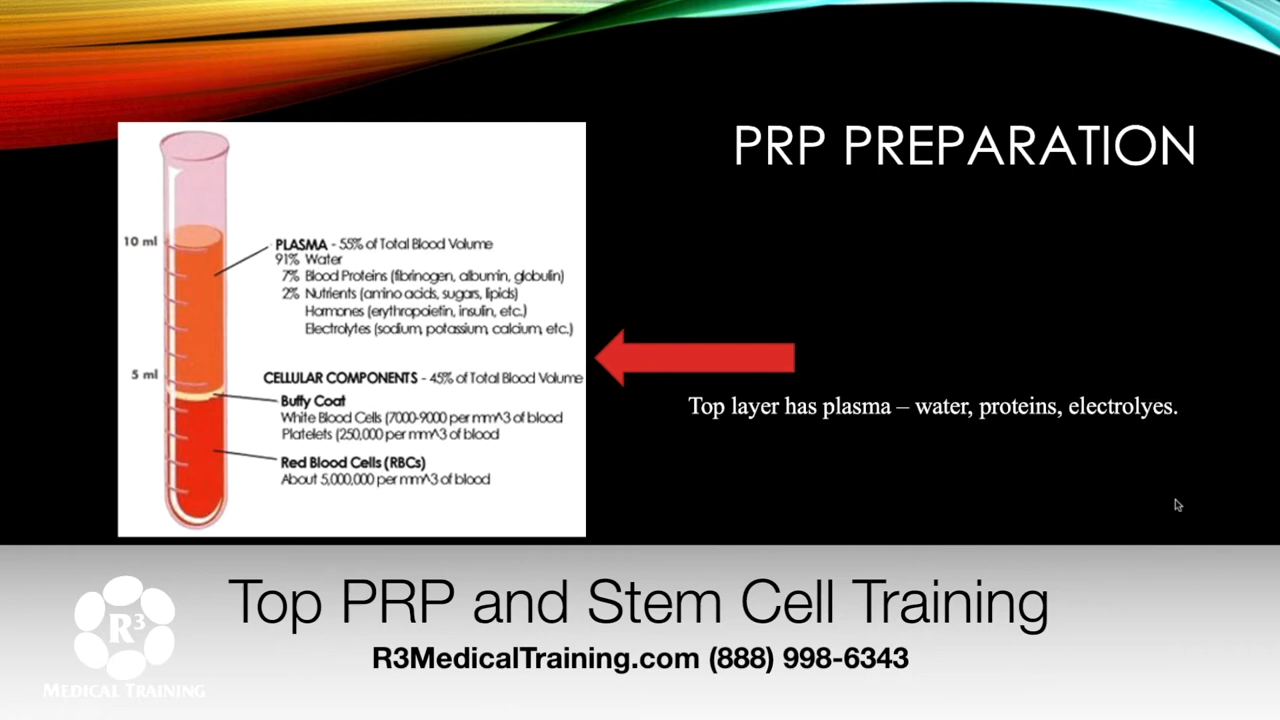 PRP PREPARATION
10 ml
PLASMA - 55% of Total Blood Volume
91% Water
7% Blood Proteins (fibrinogen, albumin, globulin)
2% Nutrients (amino acids, sugars, lipids)
Hormones (erythropoietin, insulin, etc.)
Electrolytes (sodium, potassium, calcium, etc.)
5 ml
CELLULAR COMPONENTS - 45% of Total Blood Volume
Buffy Coat
White Blood Cells (7000-9000 per mm^3 of blood
Platelets (250,000 per mm^3 of blood
Red Blood Cells (RBCs)
About 5,000,000 per mm^3 of blood
Top layer has plasma – water, proteins, electrolyes.
R3
MEDICAL TRAINING
Top PRP and Stem Cell Training
R3MedicalTraining.com (888) 998-6343